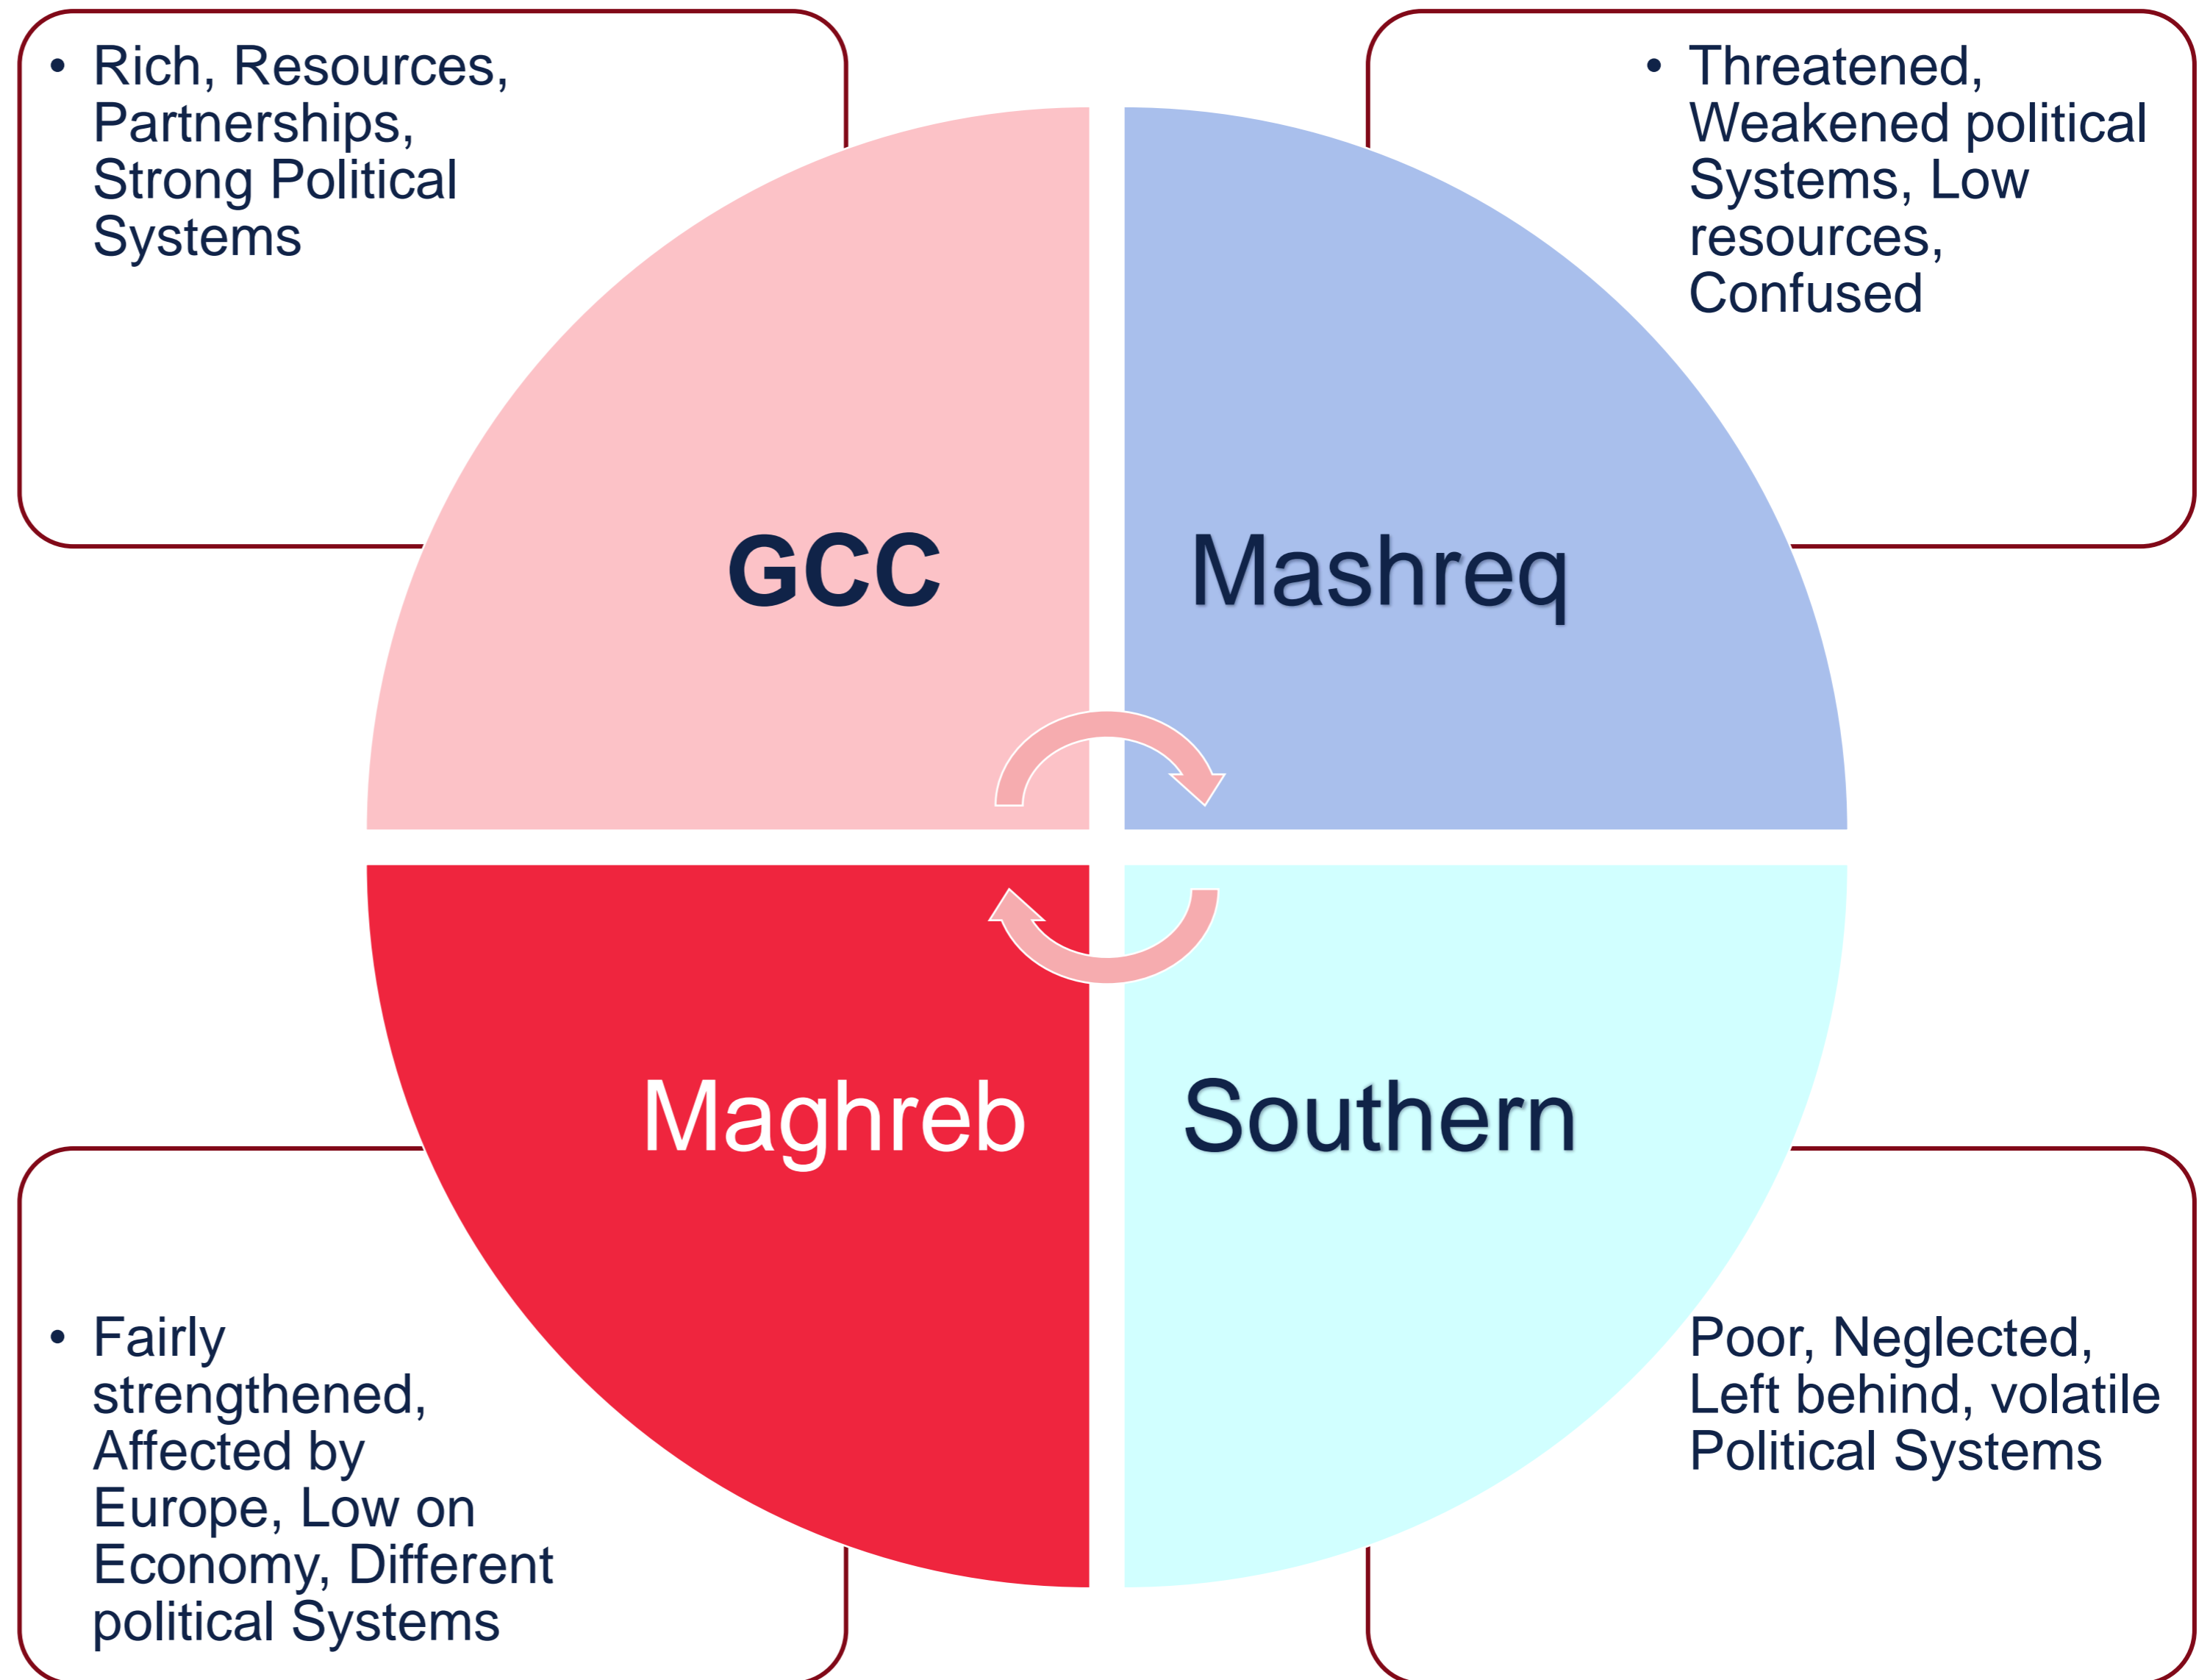 • Rich, Resources,
Partnerships,
Strong Political
Systems
• Threatened,
Weakened political
Systems, Low
resources,
Confused
GCC
Mashreq
Maghreb
Southern
• Fairly
strengthened,
Affected by
Europe, Low on
Economy, Different
political Systems
Poor, Neglected,
Left behind, volatile
Political Systems